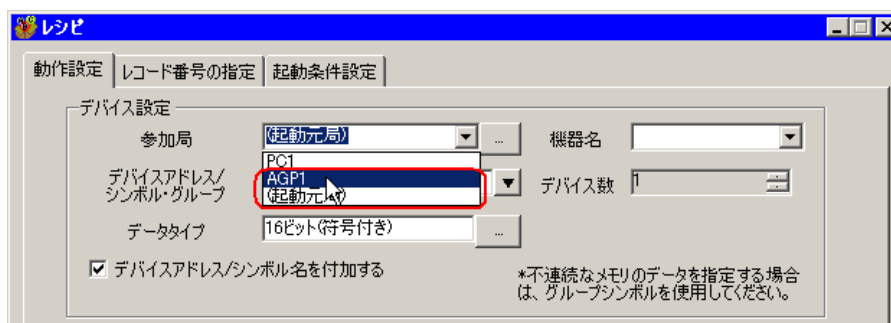 レシピ
動作設定 レコード番号の指定 起動条件設定
デバイス設定
参加局 (起動元局) ... 機器名
PC1
AGP1
(起動元局)
デバイスアドレス/
シンボル・グループ デバイス数 1
データタイプ 16ビット(符号付き) ...
デバイスアドレス/シンボル名を付加する
*不連続なメモリのデータを指定する場合
は、グループシンボルを使用してください。